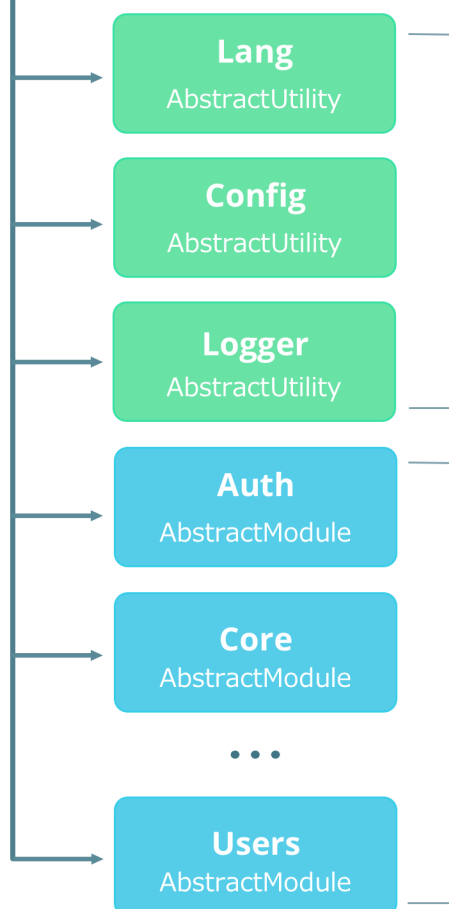 Lang
AbstractUtility
Config
AbstractUtility
Logger
AbstractUtility
Auth
AbstractModule
Core
AbstractModule
...
Users
AbstractModule